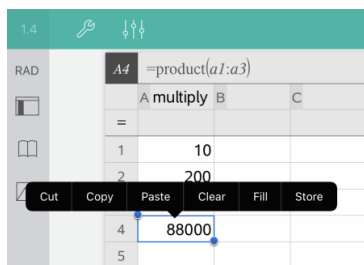 1.4
RAD
A4 =product(a1:a3)
A multiply B C
=
1 10
2 200
Cut Copy Paste Clear Fill Store
4 88000
5